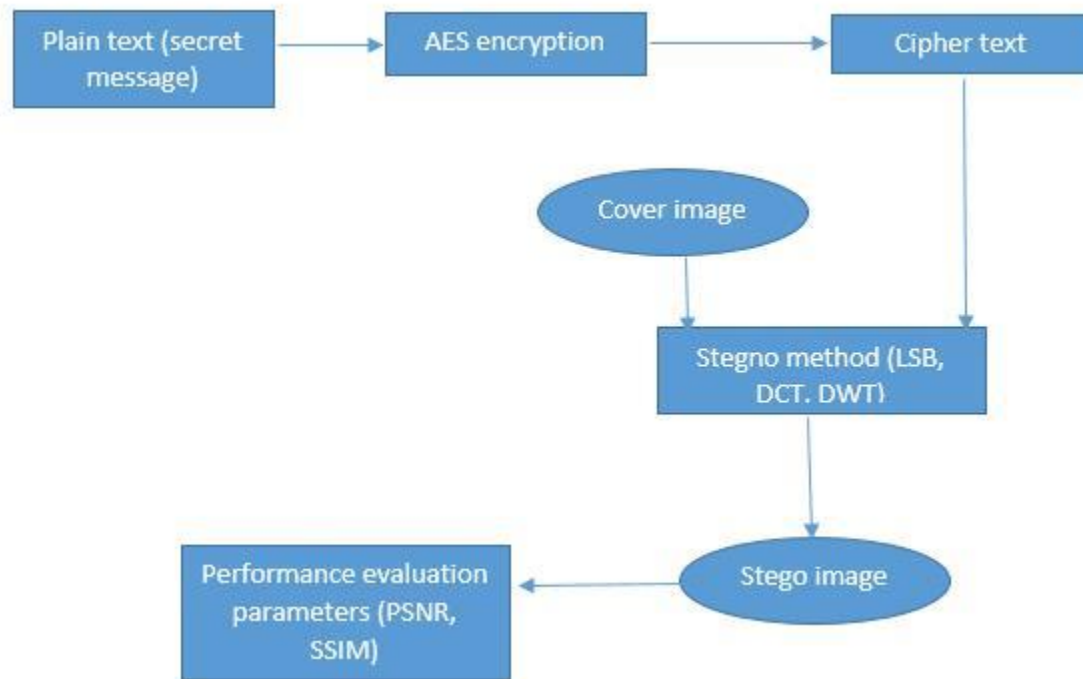 Plain text (secret
message)
AES encryption
Cipher text
Cover image
Stegno method (LSB,
DCT, DWT)
Stego image
Performance evaluation
parameters (PSNR,
SSIM)